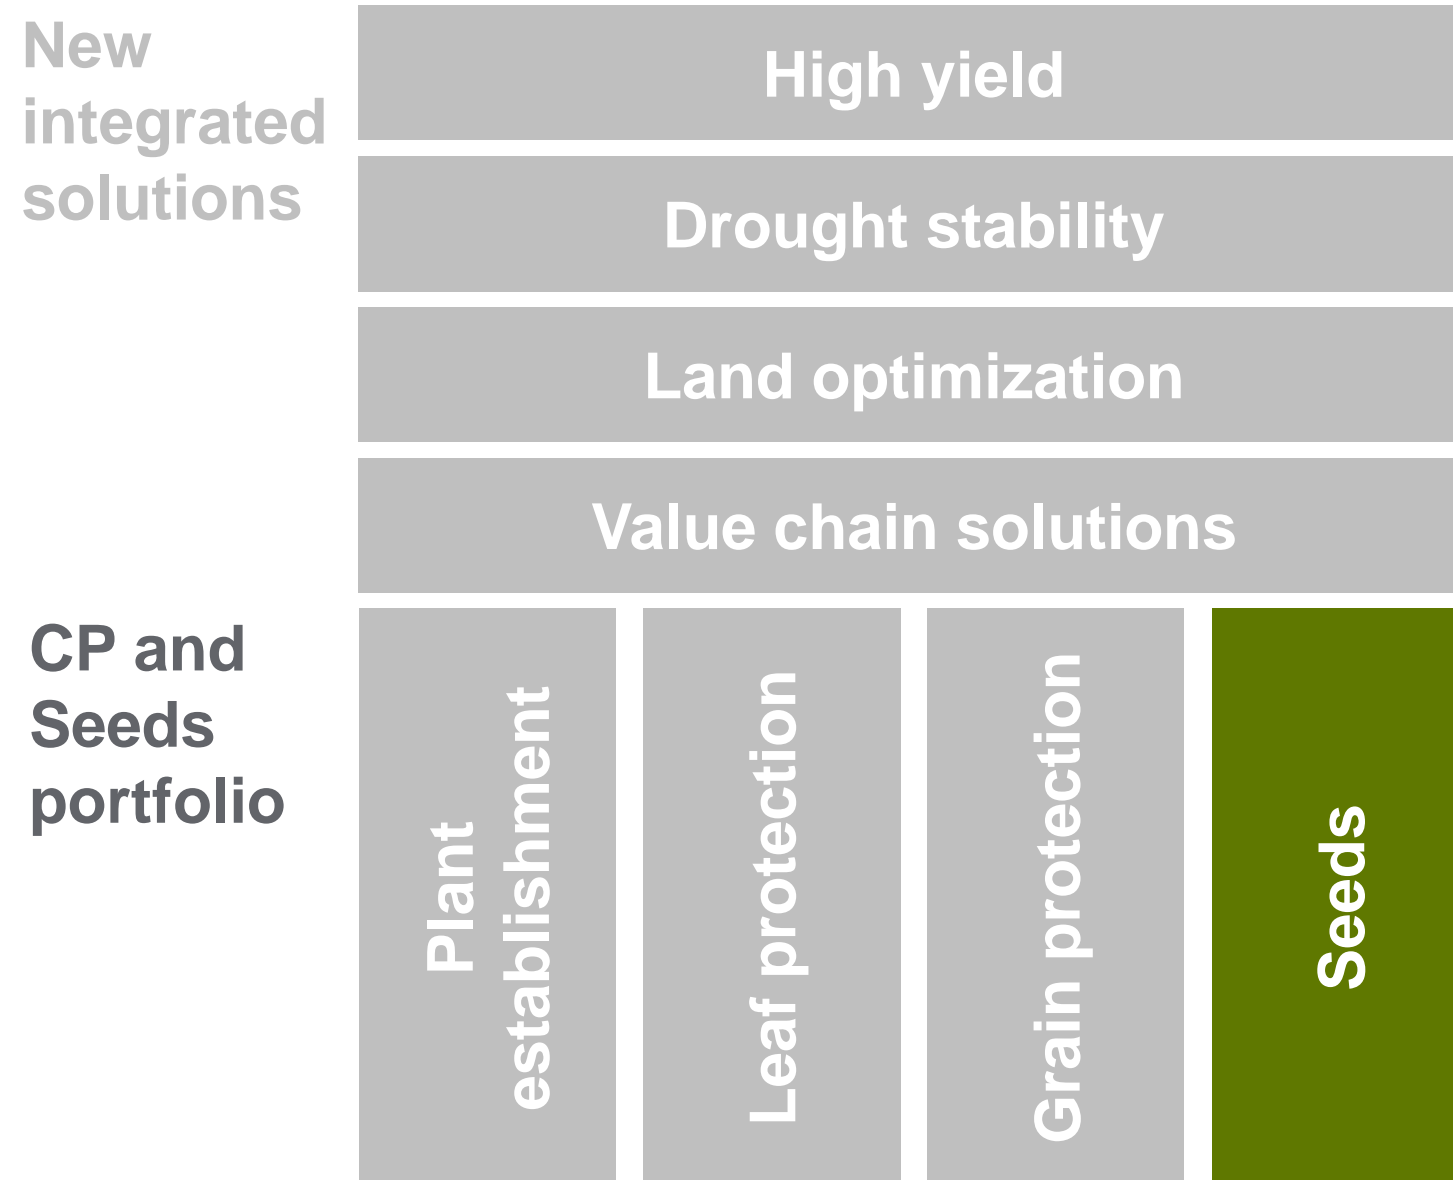 New
integrated
solutions
High yield
Drought stability
Land optimization
Value chain solutions
CP and
Seeds
portfolio
Plant
establishment
Leaf protection
Grain protection
Seeds